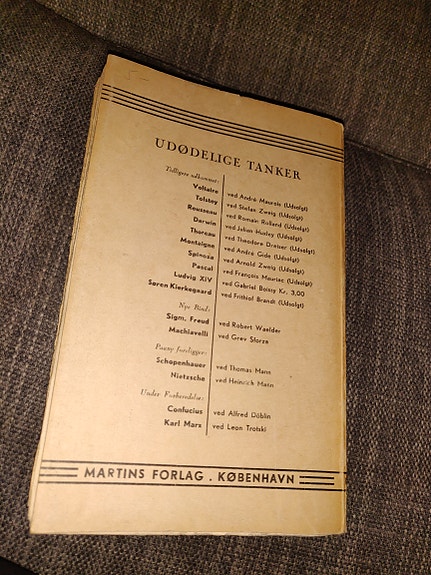 UDØDELIGE TANKER
Tidligere udkommet:
Voltaire ved André Maurois (Udsolgt)
Tolstoy ved Stefan Zweig (Udsolgt)
Rousseau ved Romain Rolland (Udsolgt)
Darwin ved Julian Huxley (Udsolgt)
Thoreau ved Theodore Dreiser (Udsolgt)
Montaigne ved André Gide (Udsolgt)
Spinoza ved Arnold Zweig (Udsolgt)
Pascal ved François Mauriac (Udsolgt)
Ludvig XIV ved Gabriel Boissy Kr. 3,00
Søren Kierkegaard ved Frithiof Brandt (Udsolgt)
Nye Bind:
Sigm. Freud ved Robert Waelder
Machiavelli ved Grev Sforza
Paany foreligger:
Schopenhauer ved Thomas Mann
Nietzsche ved Heinrich Mann
Under Forberedelse:
Confucius ved Alfred Döblin
Karl Marx ved Leon Trotski
MARTINS FORLAG . KØBENHAVN